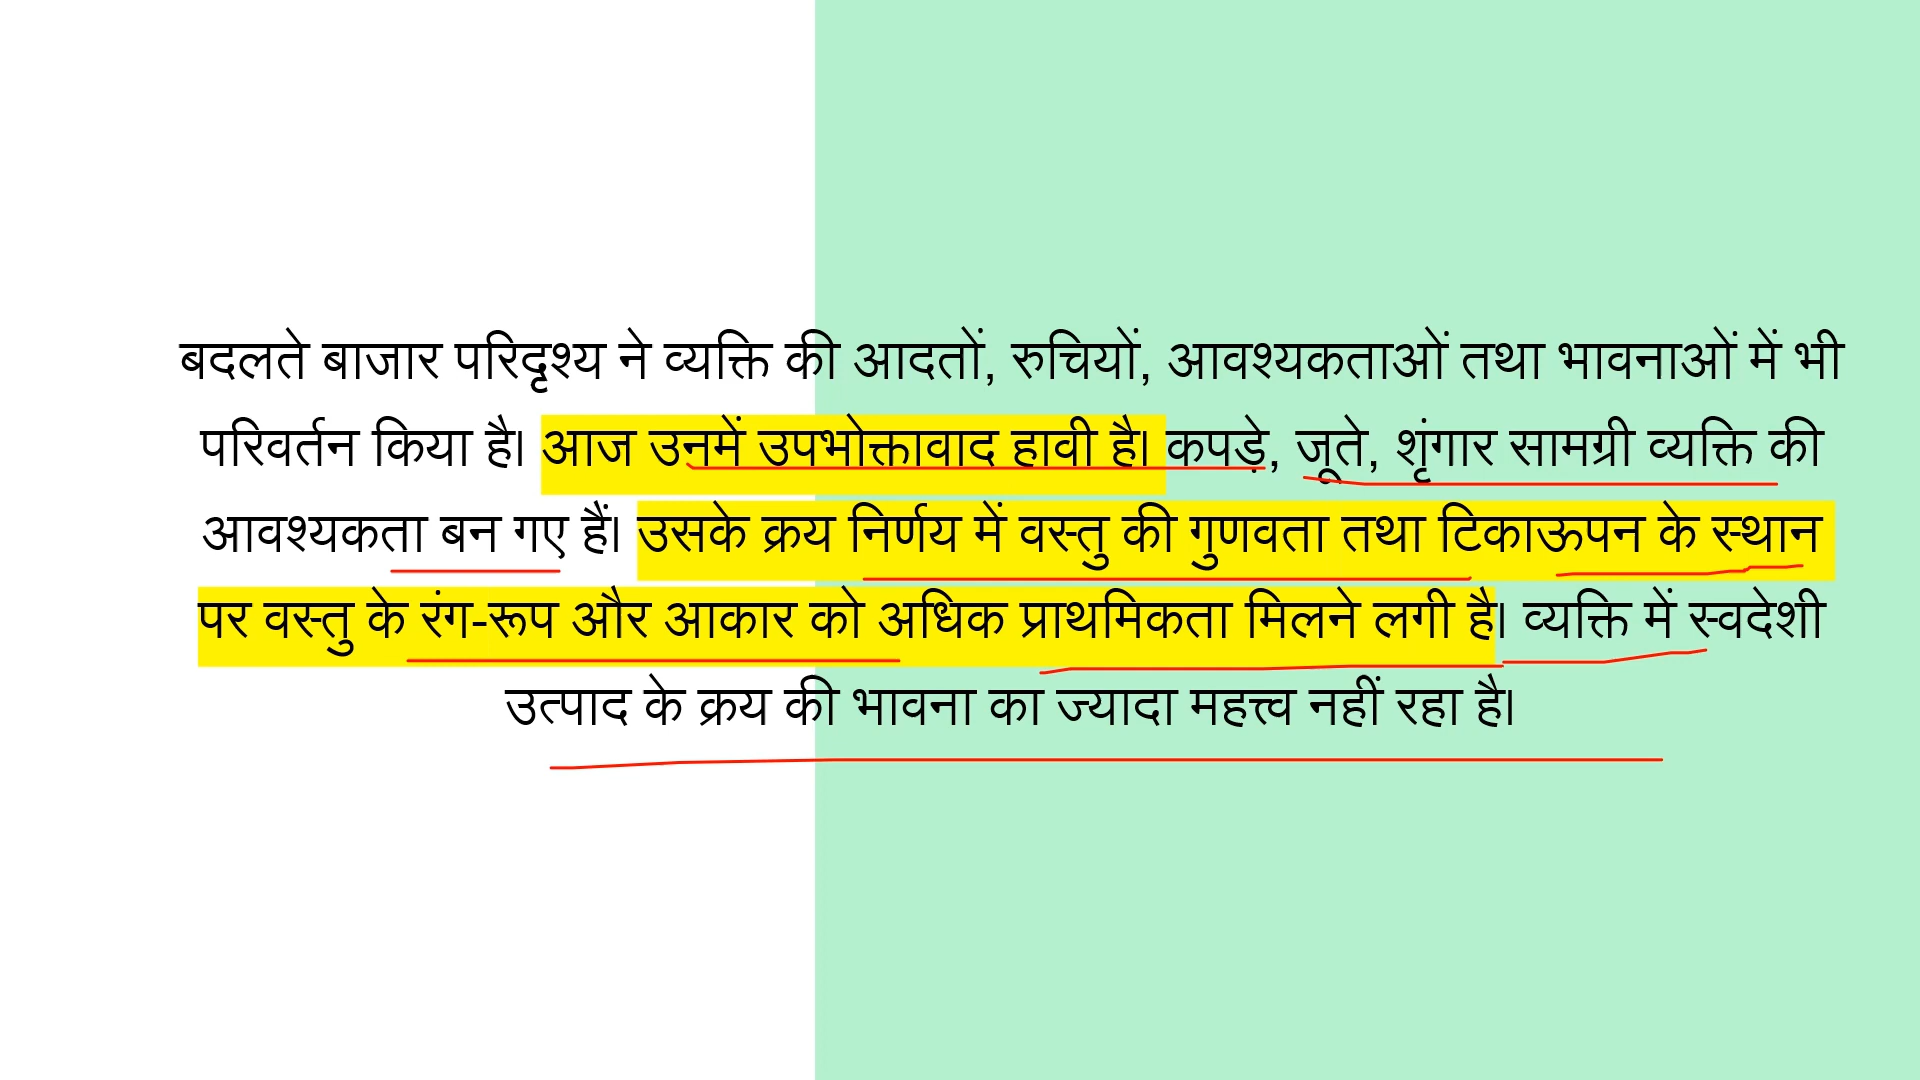 बदलते बाजार परिदृश्य ने व्यक्ति की आदतों, रुचियों, आवश्यकताओं तथा भावनाओं में भी
परिवर्तन किया है। आज उनमें उपभोक्तावाद हावी है। कपड़े, जूते, शृंगार सामग्री व्यक्ति की
आवश्यकता बन गए हैं। उसके क्रय निर्णय में वस्तु की गुणवता तथा टिकाऊपन के स्थान
पर वस्तु के रंग-रूप और आकार को अधिक प्राथमिकता मिलने लगी है। व्यक्ति में स्वदेशी
उत्पाद के क्रय की भावना का ज्यादा महत्त्व नहीं रहा है।